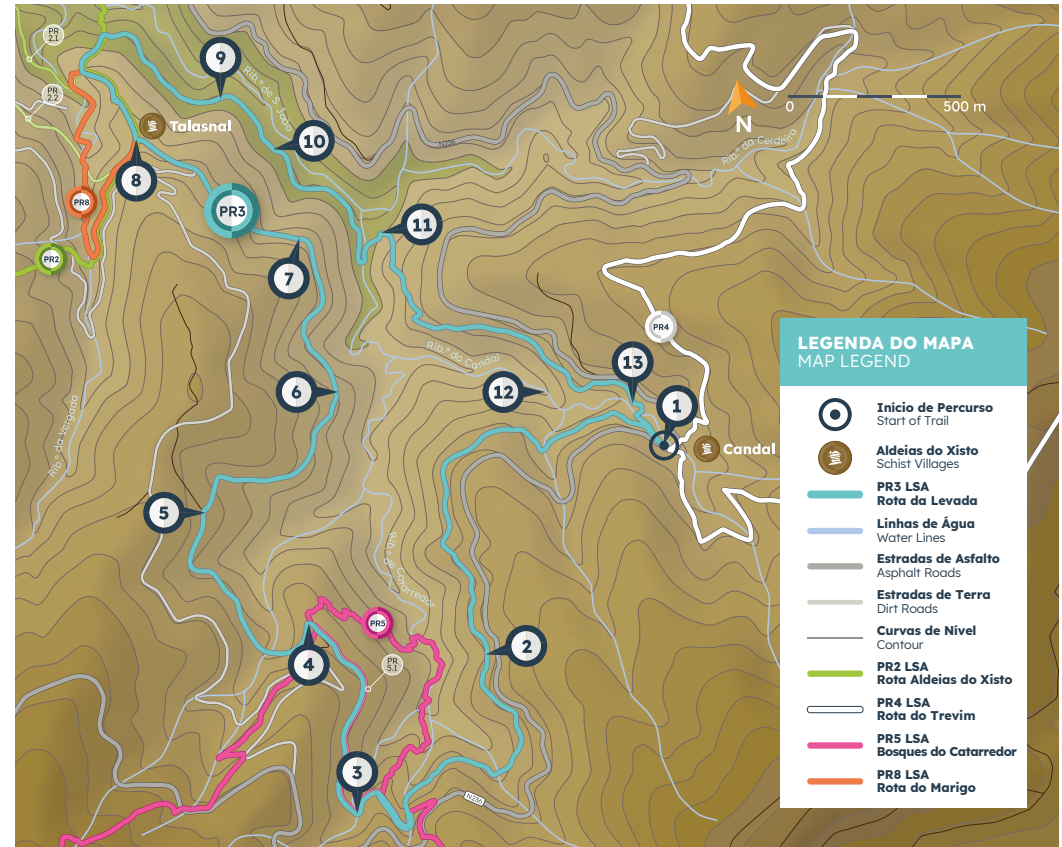 PR
2.1
9
Rib.ª de S. João
PR
2.2
0
500 m
N
Talasnal
10
N236
Rib.ª da Cerdeira
8
PR8
PR3
11
PR2
7
PR4
LEGENDA DO MAPA
MAP LEGEND
Rib.ª do Candal
13
6
12
1
Início de Percurso
Start of Trail
Rib.ª da Vergada
Candal
Aldeias do Xisto
Schist Villages
PR3 LSA
Rota da Levada
5
Linhas de Água
Water Lines
Rib.ª de Catarredor
Estradas de Asfalto
Asphalt Roads
Estradas de Terra
Dirt Roads
PR5
Curvas de Nível
Contour
2
4
PR
5.1
PR2 LSA
Rota Aldeias do Xisto
PR4 LSA
Rota do Trevim
PR5 LSA
Bosques do Catarredor
3
PR8 LSA
Rota do Marigo
N236